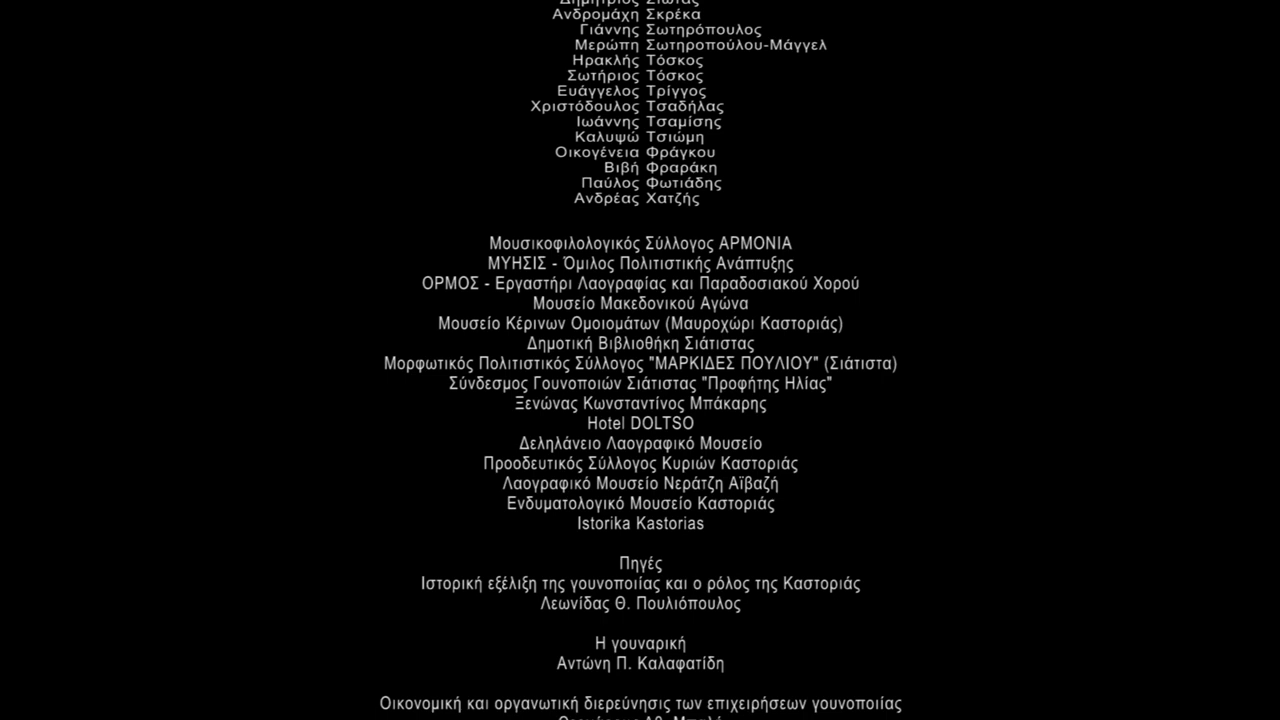 Δημήτριος Σιώτας
Ανδρομάχη Σκρέκα
Γιάννης Σωτηρόπουλος
Μερώπη Σωτηροπούλου-Μάγγελ
Ηρακλής Τόσκος
Σωτήριος Τόσκος
Ευάγγελος Τρίγγος
Χριστόδουλος Τσαδήλας
Ιωάννης Τσαμίσης
Καλυψώ Τσιώμη
Οικογένεια Φράγκου
Βιβή Φραράκη
Παύλος Φωτιάδης
Ανδρέας Χατζής
Μουσικοφιλολογικός Σύλλογος ΑΡΜΟΝΙΑ
ΜΥΗΣΙΣ - Όμιλος Πολιτιστικής Ανάπτυξης
ΟΡΜΟΣ - Εργαστήρι Λαογραφίας και Παραδοσιακού Χορού
Μουσείο Μακεδονικού Αγώνα
Μουσείο Κέρινων Ομοιομάτων (Μαυροχώρι Καστοριάς)
Δημοτική Βιβλιοθήκη Σιάτιστας
Μορφωτικός Πολιτιστικός Σύλλογος "ΜΑΡΚΙΔΕΣ ΠΟΥΛΙΟΥ" (Σιάτιστα)
Σύνδεσμος Γουνοποιών Σιάτιστας "Προφήτης Ηλίας"
Ξενώνας Κωνσταντίνος Μπάκαρης
Hotel DOLTSO
Δεληλάνειο Λαογραφικό Μουσείο
Προοδευτικός Σύλλογος Κυριών Καστοριάς
Λαογραφικό Μουσείο Νεράτζη Αϊβαζή
Ενδυματολογικό Μουσείο Καστοριάς
Istorika Kastorias
Πηγές
Ιστορική εξέλιξη της γουνοποιίας και ο ρόλος της Καστοριάς
Λεωνίδας Θ. Πουλιόπουλος
Η γουναρική
Αντώνη Π. Καλαφατίδη
Οικονομική και οργανωτική διερεύνησις των επιχειρήσεων γουνοποιίας